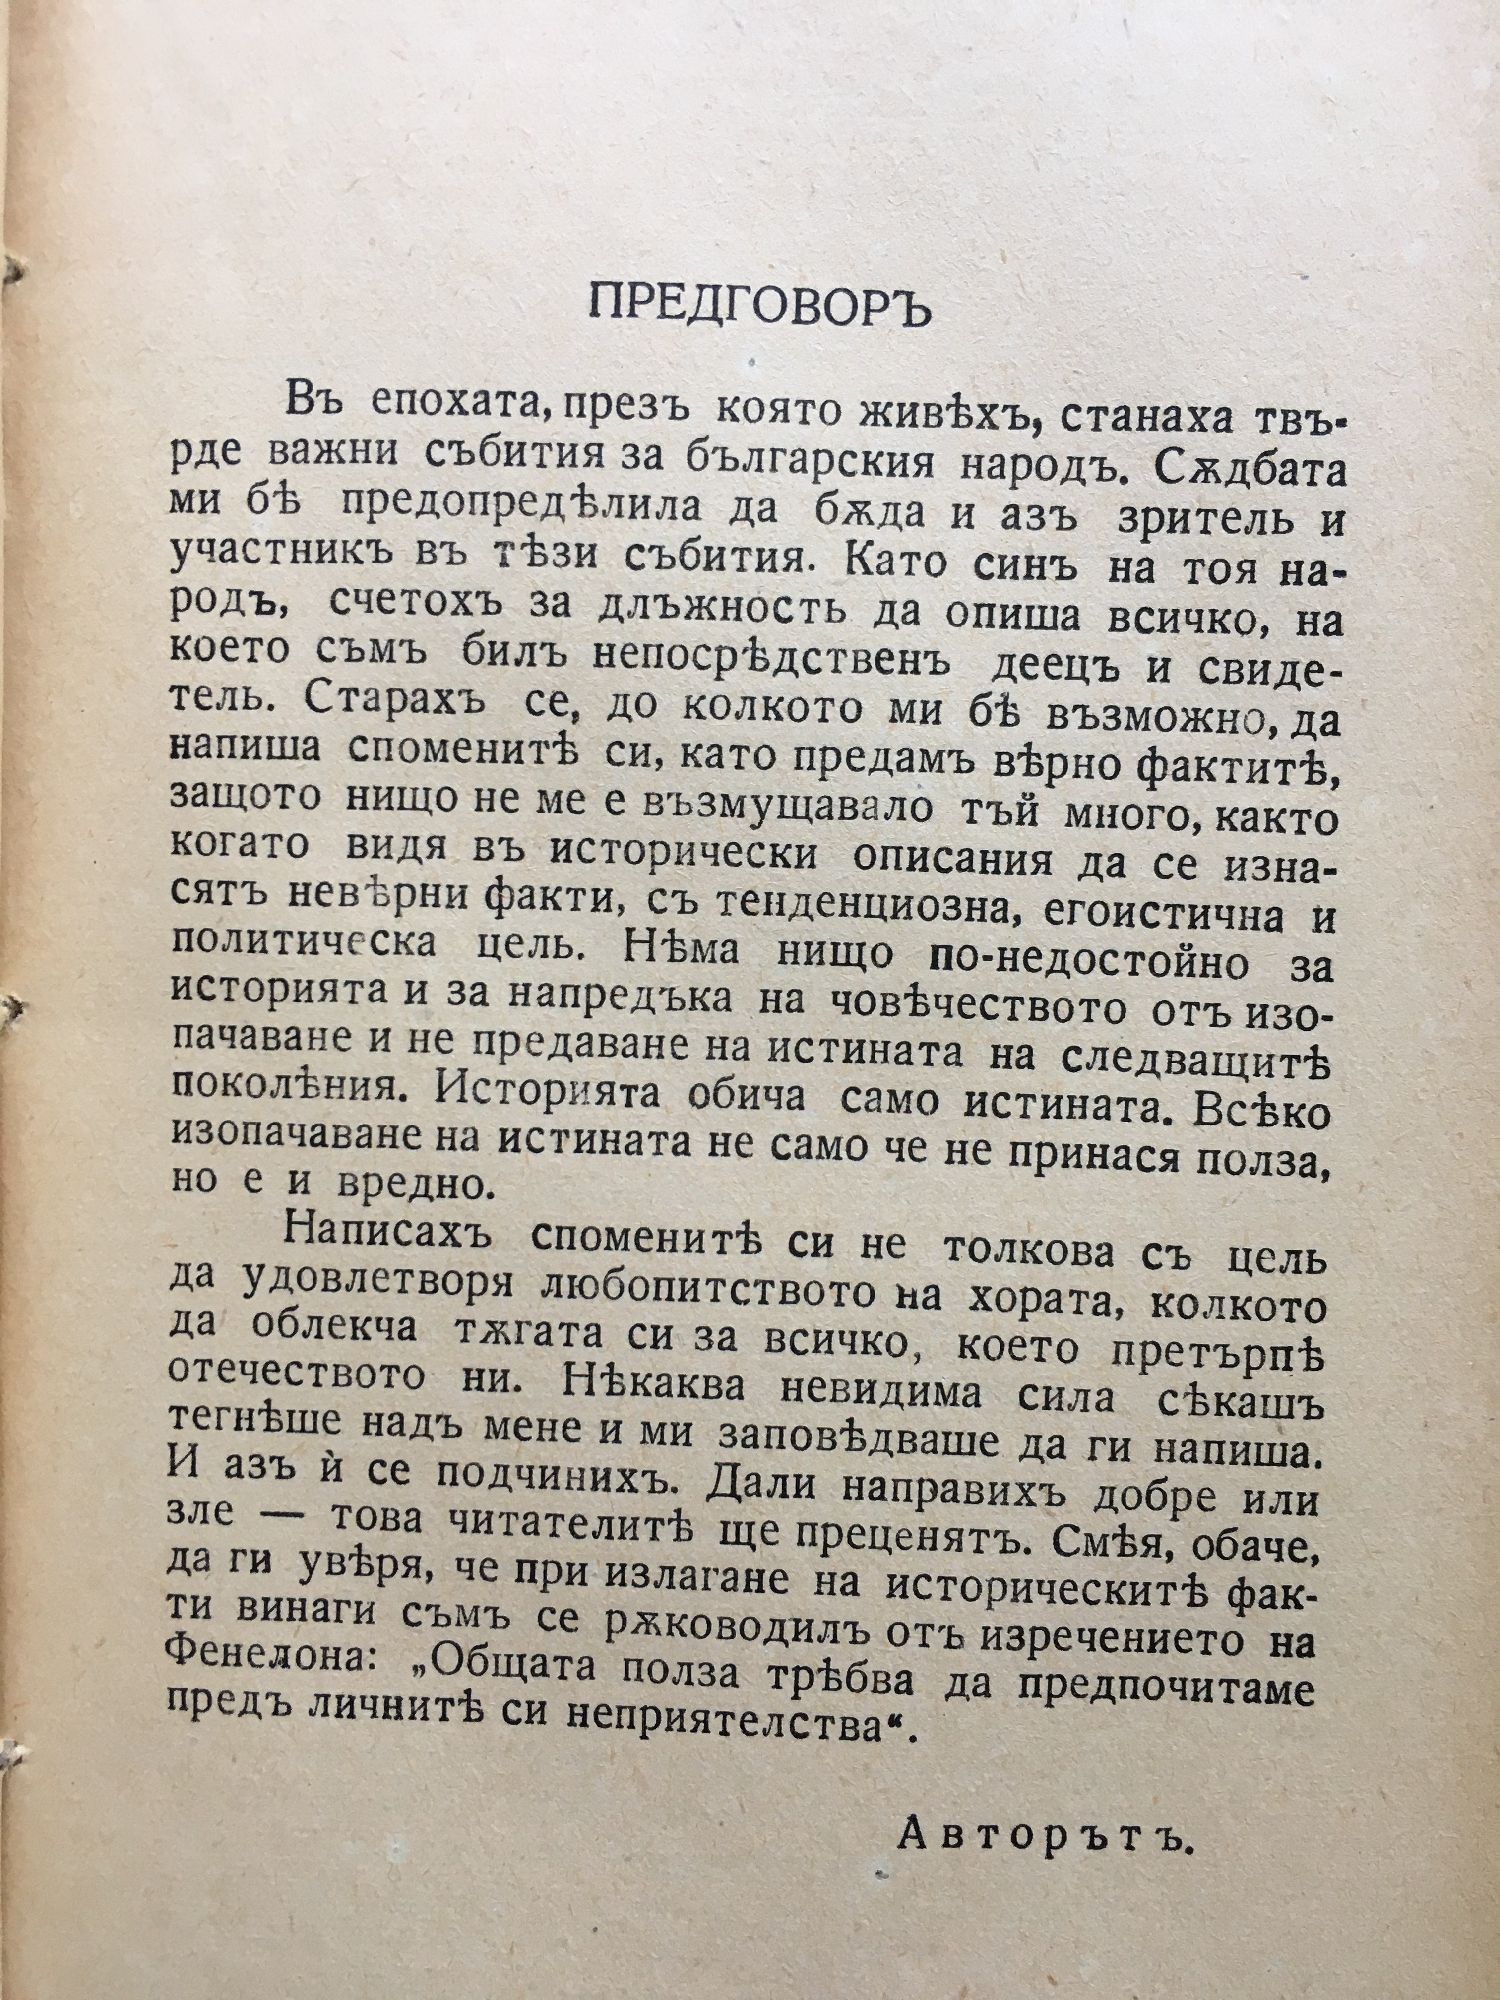 ПРЕДГОВОРЪ
Въ епохата, презъ която живѣхъ, станаха твъ-
рде важни събития за българския народъ. Сѫдбата
ми бѣ предопредѣлила да бѫда и азъ зритель и
участникъ въ тѣзи събития. Като синъ на тоя на-
родъ, счетохъ за длъжность да опиша всичко, на
което съмъ билъ непосрѣдственъ деецъ и свиде-
тель. Старахъ се, до колкото ми бѣ възможно, да
напиша споменитѣ си, като предамъ вѣрно фактитѣ,
защото нищо не ме е възмущавало тъй много, както
когато видя въ исторически описания да се изна-
сятъ невѣрни факти, съ тенденциозна, егоистична и
политическа цель. Нѣма нищо по-недостойно за
историята и за напредъка на човѣчеството отъ изо-
пачаване и не предаване на истината на следващитѣ
поколѣния. Историята обича само истината. Всѣко
изопачаване на истината не само че не принася полза,
но е и вредно.
Написахъ споменитѣ си не толкова съ цель
да удовлетворя любопитството на хората, колкото
да облекча тѫгата си за всичко, което претърпѣ
отечеството ни. Нѣкаква невидима сила сѣкашъ
тегнѣше надъ мене и ми заповѣдваше да ги напиша.
И азъ ѝ се подчинихъ. Дали направихъ добре или
зле — това читателитѣ ще преценятъ. Смѣя, обаче,
да ги увѣря, че при излагане на историческитѣ фак-
ти винаги съмъ се рѫководилъ отъ изречението на
Фенелона: „Общата полза трѣбва да предпочитаме
предъ личнитѣ си неприятелства“.
Авторътъ.